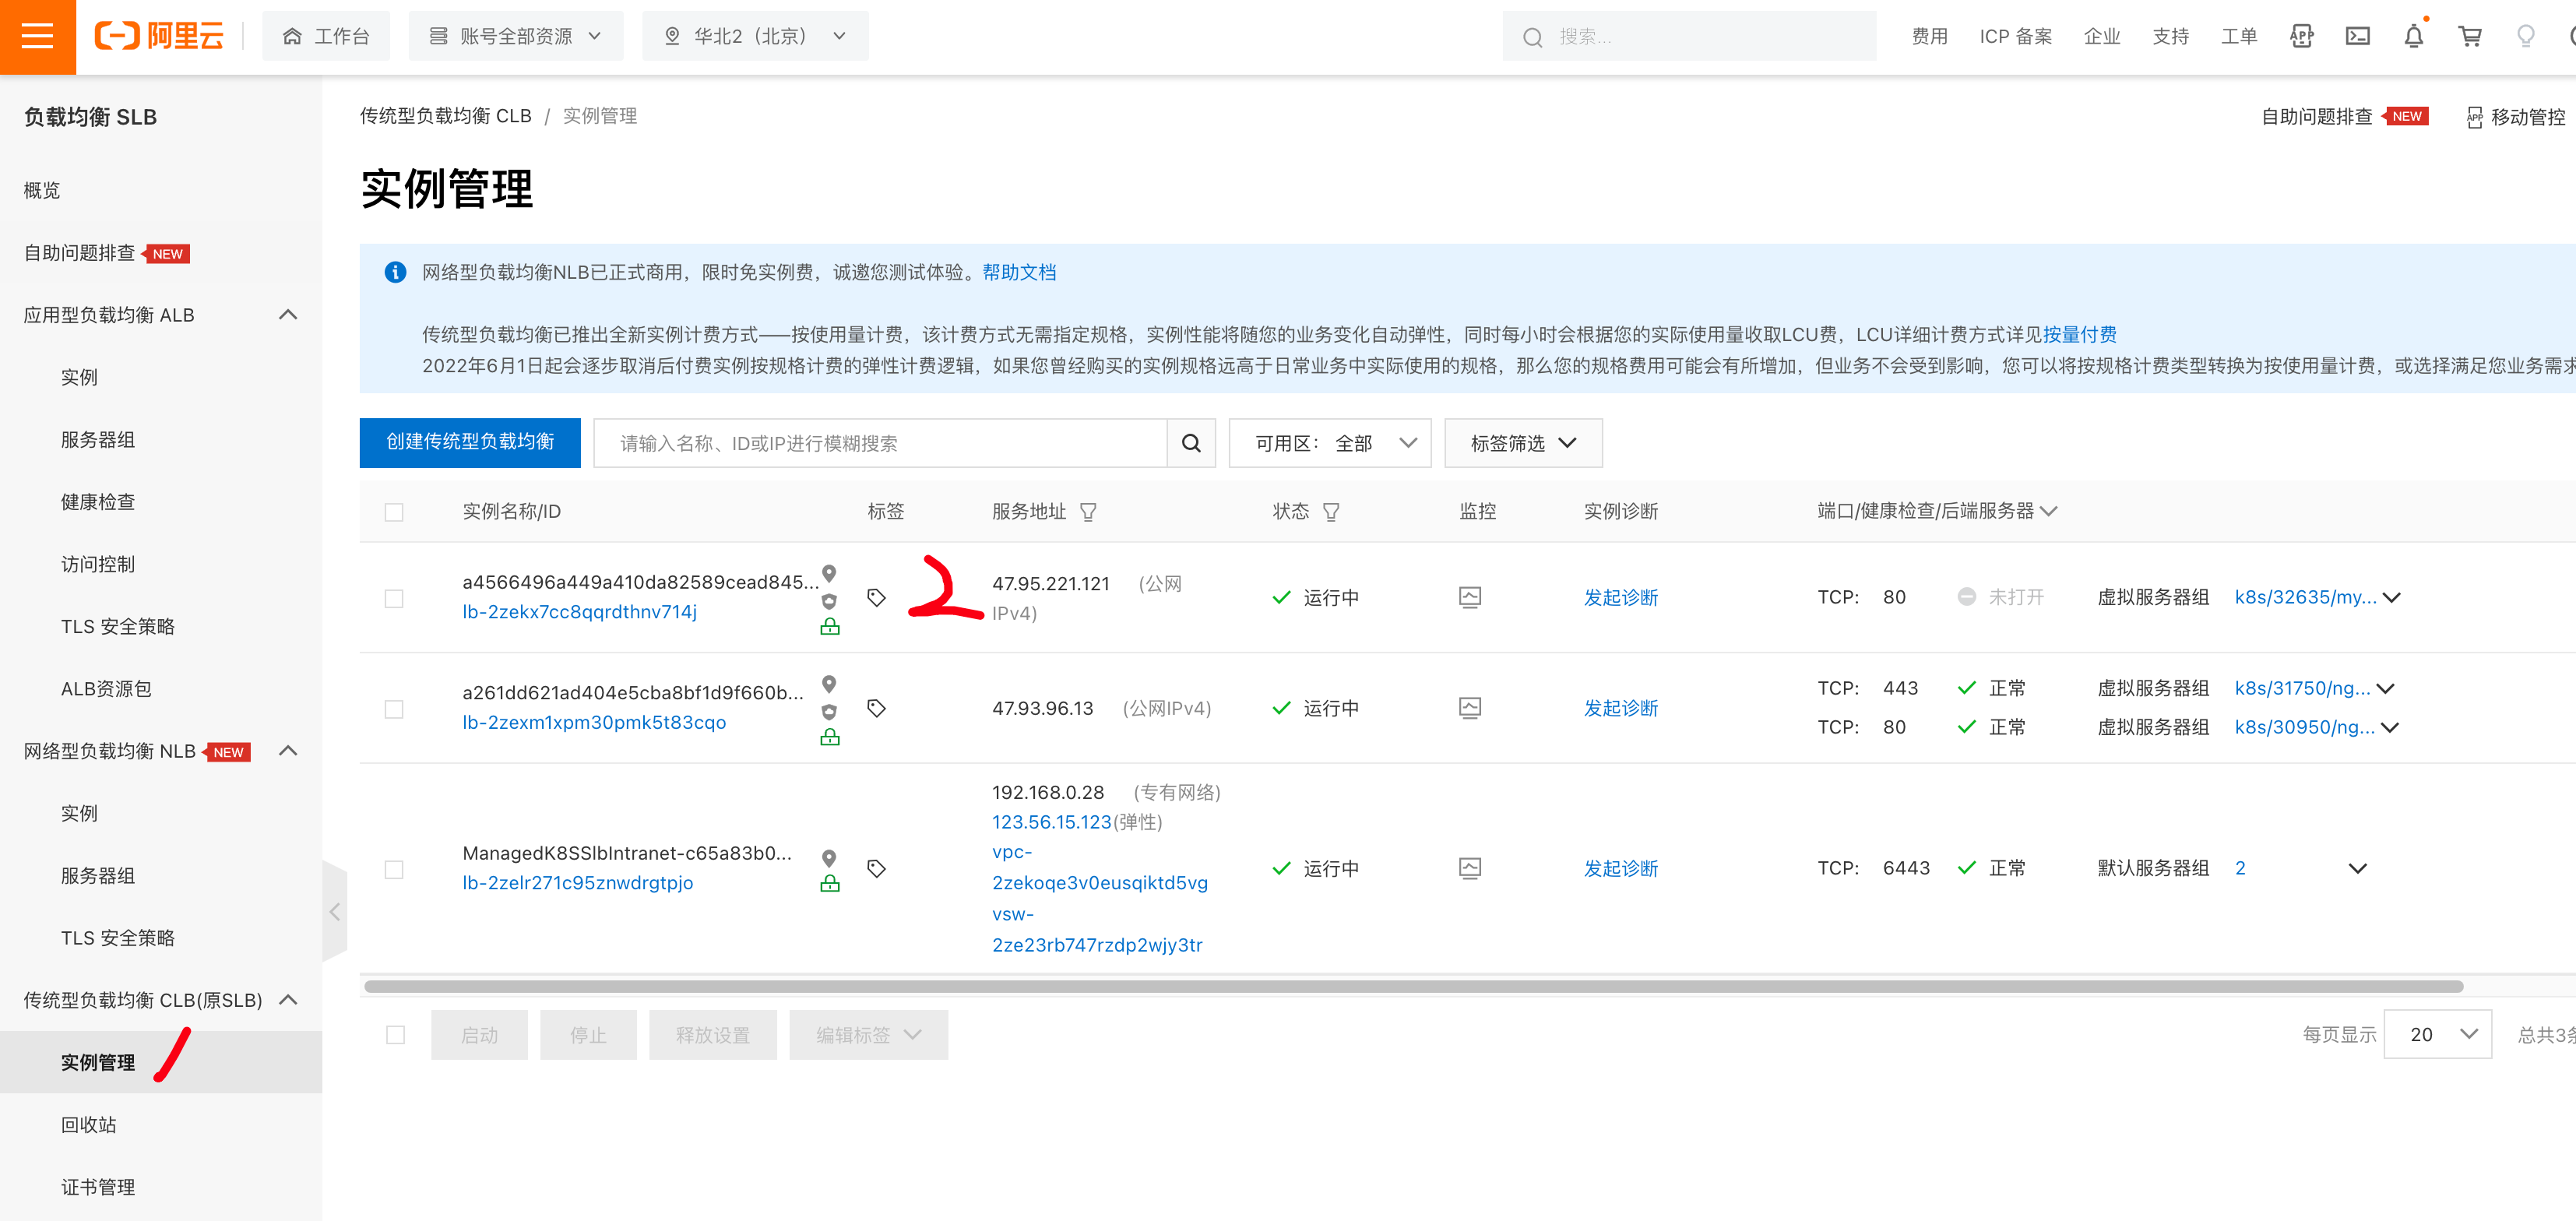 阿里云
工作台
账号全部资源
华北2（北京）
搜索...
费用
ICP 备案
企业
支持
工单
APP
负载均衡 SLB
概览
自助问题排查 NEW
应用型负载均衡 ALB
实例
服务器组
健康检查
访问控制
TLS 安全策略
ALB资源包
网络型负载均衡 NLB NEW
实例
服务器组
TLS 安全策略
传统型负载均衡 CLB(原SLB)
实例管理
回收站
证书管理
传统型负载均衡 CLB / 实例管理
自助问题排查 NEW
APP 移动管控
实例管理
网络型负载均衡NLB已正式商用，限时免实例费，诚邀您测试体验。帮助文档
传统型负载均衡已推出全新实例计费方式——按使用量计费，该计费方式无需指定规格，实例性能将随您的业务变化自动弹性，同时每小时会根据您的实际使用量收取LCU费，LCU详细计费方式详见按量付费
2022年6月1日起会逐步取消后付费实例按规格计费的弹性计费逻辑，如果您曾经购买的实例规格远高于日常业务中实际使用的规格，那么您的规格费用可能会有所增加，但业务不会受到影响，您可以将按规格计费类型转换为按使用量计费，或选择满足您业务需求
创建传统型负载均衡
请输入名称、ID或IP进行模糊搜索
可用区： 全部
标签筛选
实例名称/ID 标签 服务地址 状态 监控 实例诊断 端口/健康检查/后端服务器
a4566496a449a410da82589cead845...
lb-2zekx7cc8qqrdthnv714j
2
47.95.221.121 (公网
IPv4)
运行中
发起诊断
TCP: 80 未打开 虚拟服务器组 k8s/32635/my...
a261dd621ad404e5cba8bf1d9f660b...
lb-2zexm1xpm30pmk5t83cqo
47.93.96.13 (公网IPv4)
运行中
发起诊断
TCP: 443 正常 虚拟服务器组 k8s/31750/ng...
TCP: 80 正常 虚拟服务器组 k8s/30950/ng...
ManagedK8SSlbIntranet-c65a83b0...
lb-2zelr271c95znwdrgtpjo
192.168.0.28 (专有网络)
123.56.15.123(弹性)
vpc-
2zekoqe3v0eusqiktd5vg
vsw-
2ze23rb747rzdp2wjy3tr
运行中
发起诊断
TCP: 6443 正常 默认服务器组 2
启动
停止
释放设置
编辑标签
每页显示 20
总共3条